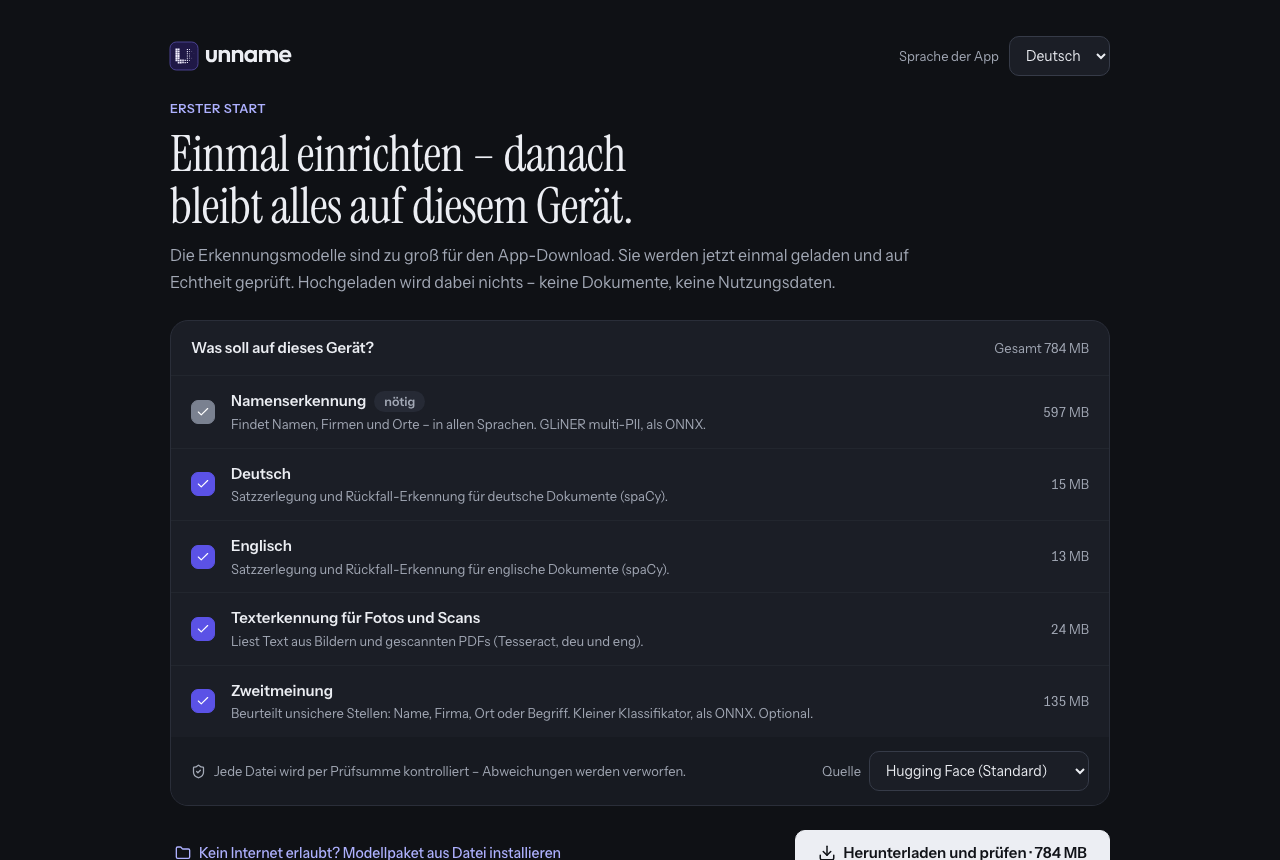 unname
Sprache der App
Deutsch
ERSTER START
Einmal einrichten – danach
bleibt alles auf diesem Gerät.
Die Erkennungsmodelle sind zu groß für den App-Download. Sie werden jetzt einmal geladen und auf
Echtheit geprüft. Hochgeladen wird dabei nichts – keine Dokumente, keine Nutzungsdaten.
Was soll auf dieses Gerät?
Gesamt 784 MB
Namenserkennung nötig
Findet Namen, Firmen und Orte – in allen Sprachen. GLiNER multi-PII, als ONNX.
597 MB
Deutsch
Satzzerlegung und Rückfall-Erkennung für deutsche Dokumente (spaCy).
15 MB
Englisch
Satzzerlegung und Rückfall-Erkennung für englische Dokumente (spaCy).
13 MB
Texterkennung für Fotos und Scans
Liest Text aus Bildern und gescannten PDFs (Tesseract, deu und eng).
24 MB
Zweitmeinung
Beurteilt unsichere Stellen: Name, Firma, Ort oder Begriff. Kleiner Klassifikator, als ONNX. Optional.
135 MB
Jede Datei wird per Prüfsumme kontrolliert – Abweichungen werden verworfen.
Quelle
Hugging Face (Standard)
Kein Internet erlaubt? Modellpaket aus Datei installieren
Herunterladen und prüfen · 784 MB